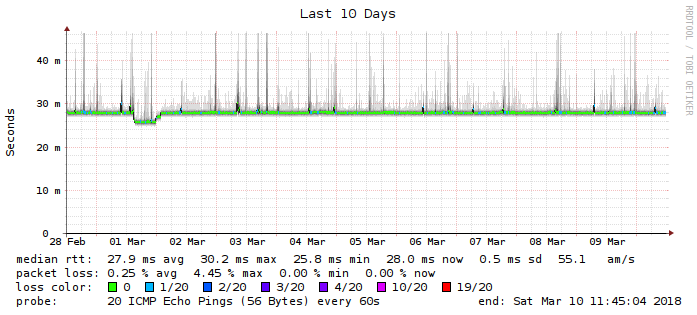 Last 10 Days
RRDTOOL / TOBI OETIKER
Seconds
40 m
30 m
20 m
10 m
0
28 Feb 01 Mar 02 Mar 03 Mar 04 Mar 05 Mar 06 Mar 07 Mar 08 Mar 09 Mar
median rtt: 27.9 ms avg 30.2 ms max 25.8 ms min 28.0 ms now 0.5 ms sd 55.1 am/s
packet loss: 0.25 % avg 4.45 % max 0.00 % min 0.00 % now
loss color: 0 1/20 2/20 3/20 4/20 10/20 19/20
probe: 20 ICMP Echo Pings (56 Bytes) every 60s end: Sat Mar 10 11:45:04 2018